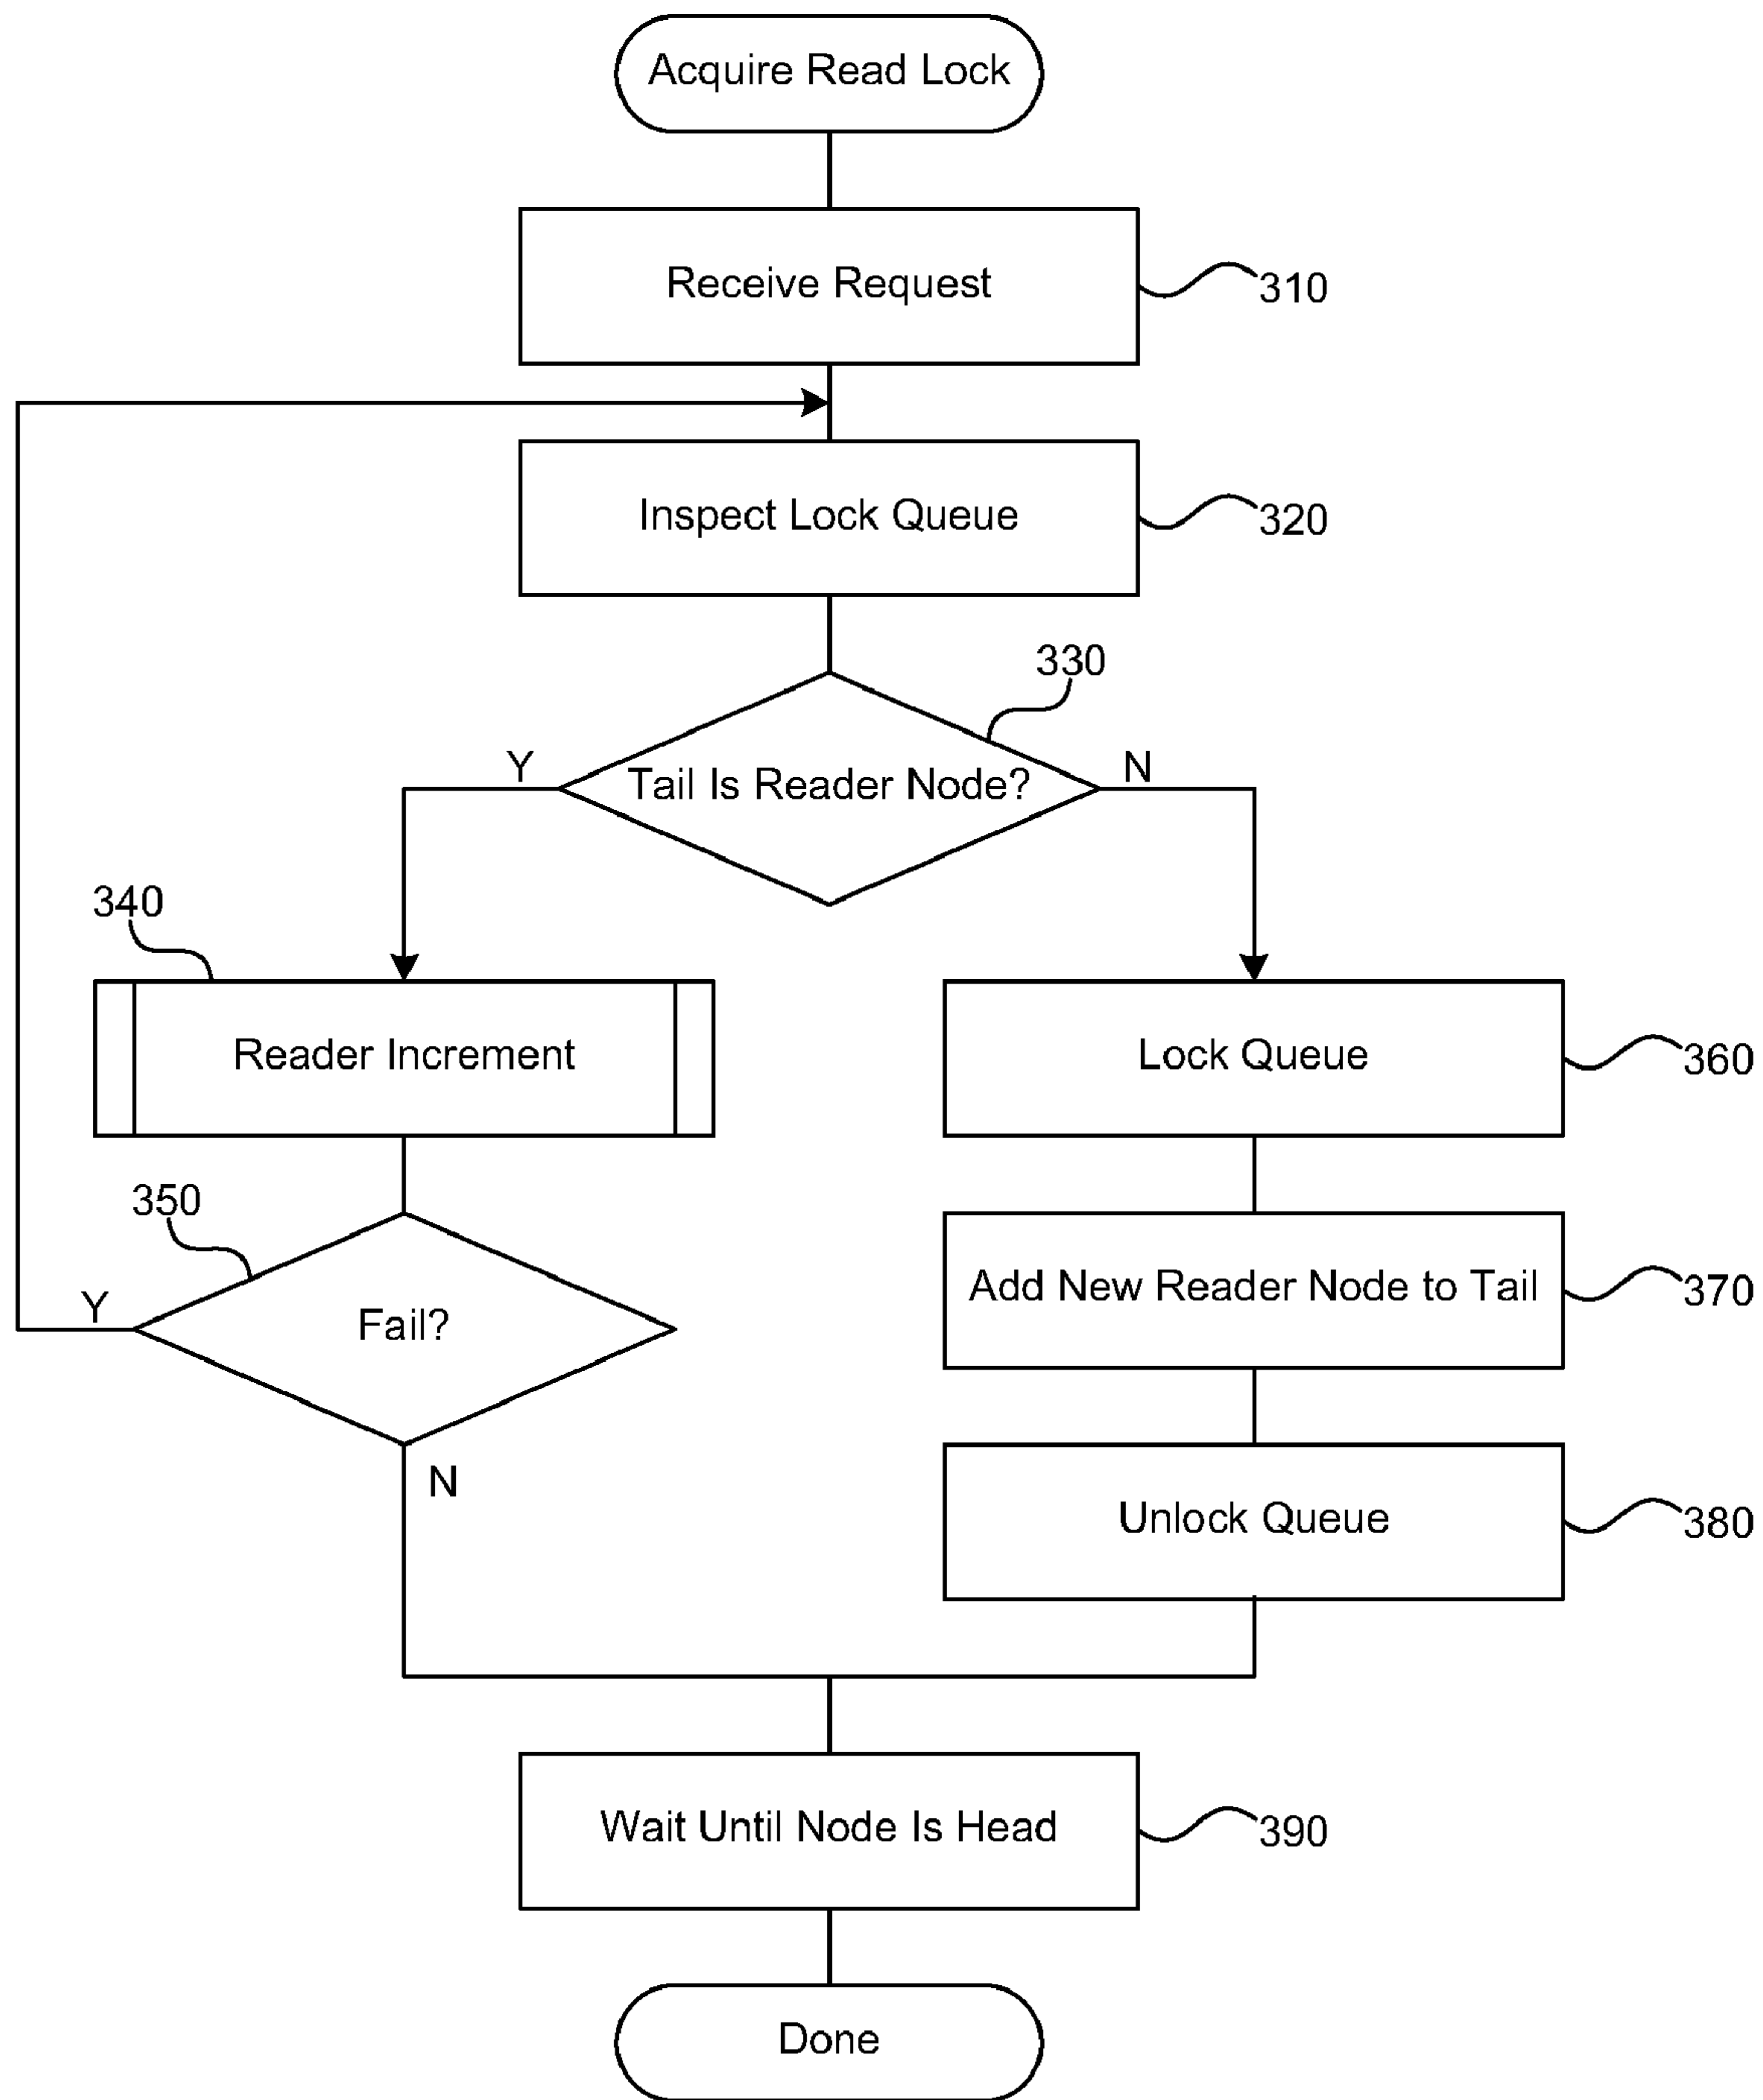 Acquire Read Lock
Receive Request
310
Inspect Lock Queue
320
330
Y
Tail Is Reader Node?
N
340
Reader Increment
Lock Queue
360
350
Y
Fail?
N
Add New Reader Node to Tail
370
Unlock Queue
380
Wait Until Node Is Head
390
Done